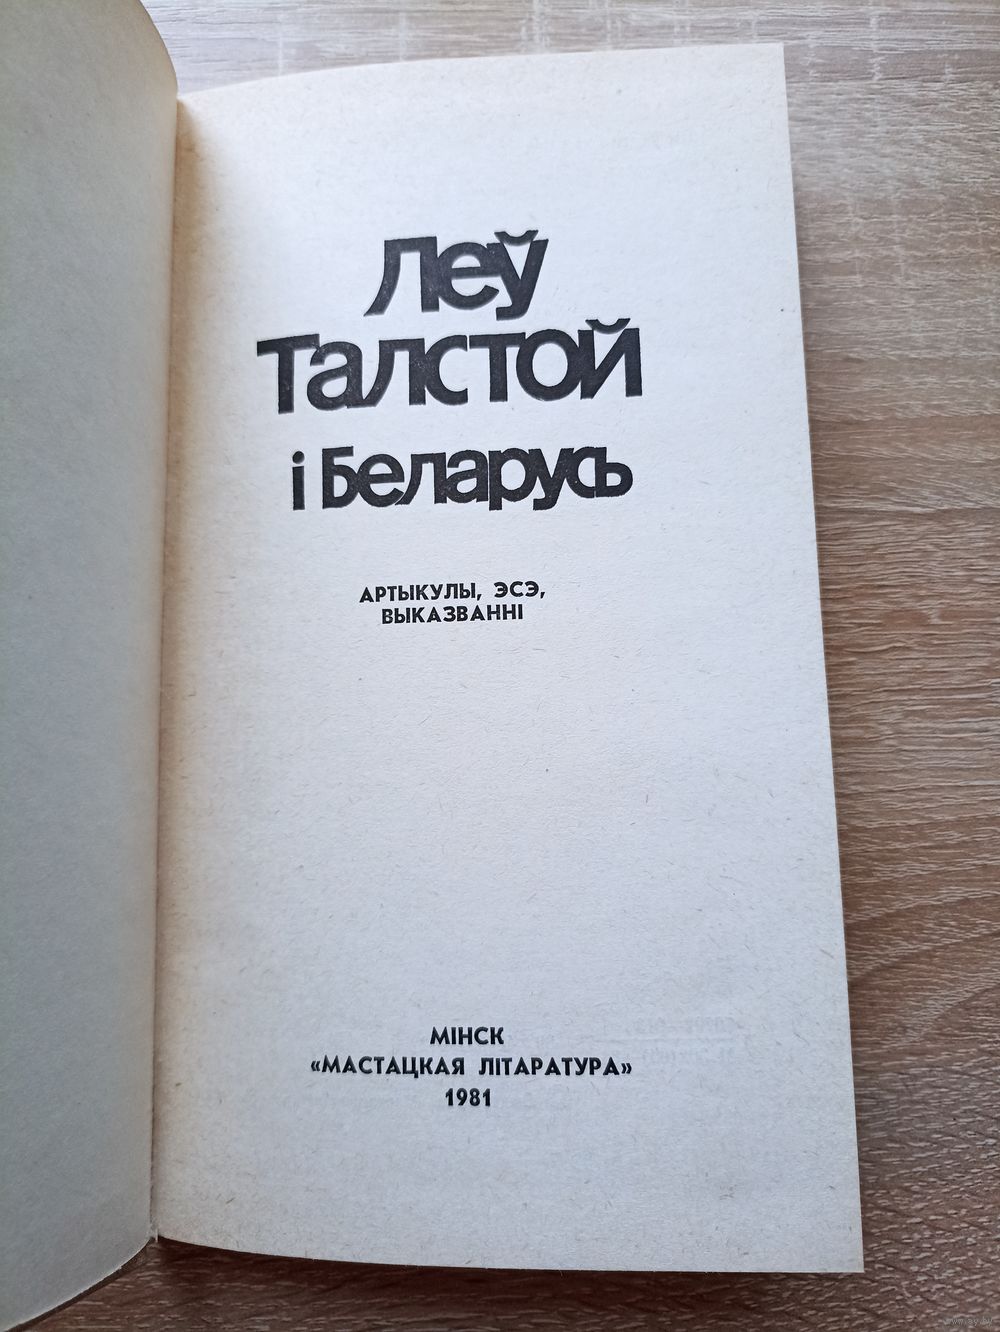 Леў
Талстой
і Беларусь
АРТЫКУЛЫ, ЭСЭ,
ВЫКАЗВАННІ
МІНСК
«МАСТАЦКАЯ ЛІТАРАТУРА»
1981